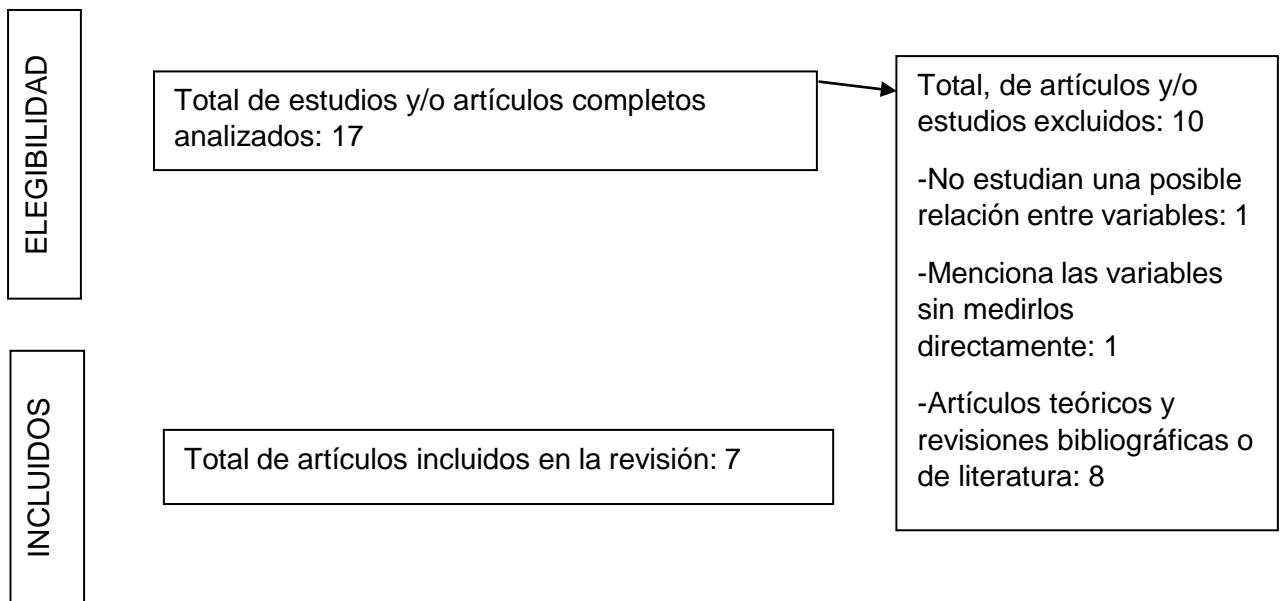 ELEGIBILIDAD
Total de estudios y/o artículos completos
analizados: 17
Total, de artículos y/o
estudios excluidos: 10
-No estudian una posible
relación entre variables: 1
-Menciona las variables
sin medirlos
directamente: 1
-Artículos teóricos y
revisiones bibliográficas o
de literatura: 8
INCLUIDOS
Total de artículos incluidos en la revisión: 7